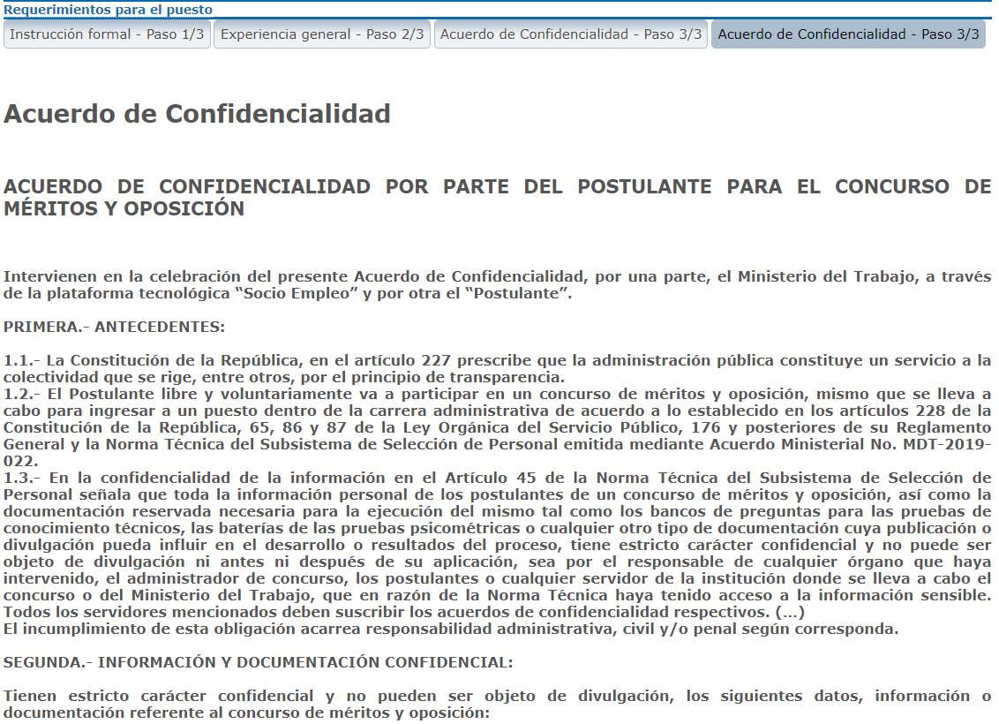 Requerimientos para el puesto
Instrucción formal - Paso 1/3 Experiencia general - Paso 2/3 Acuerdo de Confidencialidad - Paso 3/3 Acuerdo de Confidencialidad - Paso 3/3
Acuerdo de Confidencialidad
ACUERDO DE CONFIDENCIALIDAD POR PARTE DEL POSTULANTE PARA EL CONCURSO DE
MÉRITOS Y OPOSICIÓN
Intervienen en la celebración del presente Acuerdo de Confidencialidad, por una parte, el Ministerio del Trabajo, a través
de la plataforma tecnológica “Socio Empleo” y por otra el “Postulante”.
PRIMERA.- ANTECEDENTES:
1.1.- La Constitución de la República, en el artículo 227 prescribe que la administración pública constituye un servicio a la
colectividad que se rige, entre otros, por el principio de transparencia.
1.2.- El Postulante libre y voluntariamente va a participar en un concurso de méritos y oposición, mismo que se lleva a
cabo para ingresar a un puesto dentro de la carrera administrativa de acuerdo a lo establecido en los artículos 228 de la
Constitución de la República, 65, 86 y 87 de la Ley Orgánica del Servicio Público, 176 y posteriores de su Reglamento
General y la Norma Técnica del Subsistema de Selección de Personal emitida mediante Acuerdo Ministerial No. MDT-2019-
022.
1.3.- En la confidencialidad de la información en el Artículo 45 de la Norma Técnica del Subsistema de Selección de
Personal señala que toda la información personal de los postulantes de un concurso de méritos y oposición, así como la
documentación reservada necesaria para la ejecución del mismo tal como los bancos de preguntas para las pruebas de
conocimiento técnicos, las baterías de las pruebas psicométricas o cualquier otro tipo de documentación cuya publicación o
divulgación pueda influir en el desarrollo o resultados del proceso, tiene estricto carácter confidencial y no puede ser
objeto de divulgación ni antes ni después de su aplicación, sea por el responsable de cualquier órgano que haya
intervenido, el administrador de concurso, los postulantes o cualquier servidor de la institución donde se lleva a cabo el
concurso o del Ministerio del Trabajo, que en razón de la Norma Técnica haya tenido acceso a la información sensible.
Todos los servidores mencionados deben suscribir los acuerdos de confidencialidad respectivos. (...)
El incumplimiento de esta obligación acarrea responsabilidad administrativa, civil y/o penal según corresponda.
SEGUNDA.- INFORMACIÓN Y DOCUMENTACIÓN CONFIDENCIAL:
Tienen estricto carácter confidencial y no pueden ser objeto de divulgación, los siguientes datos, información o
documentación referente al concurso de méritos y oposición: